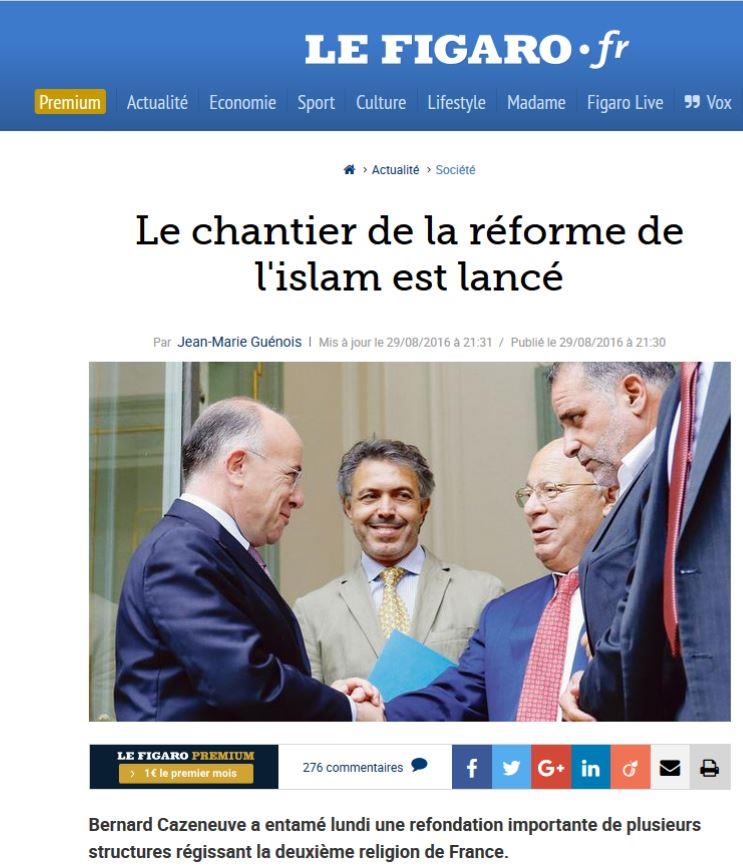 LE FIGARO·fr
Premium Actualité Economie Sport Culture Lifestyle Madame Figaro Live Vox
> Actualité > Société
Le chantier de la réforme de
l'islam est lancé
Par Jean-Marie Guénois | Mis à jour le 29/08/2016 à 21:31 / Publié le 29/08/2016 à 21:30
LE FIGARO PREMIUM
> 1€ le premier mois
276 commentaires
f G+ in
Bernard Cazeneuve a entamé lundi une refondation importante de plusieurs
structures régissant la deuxième religion de France.